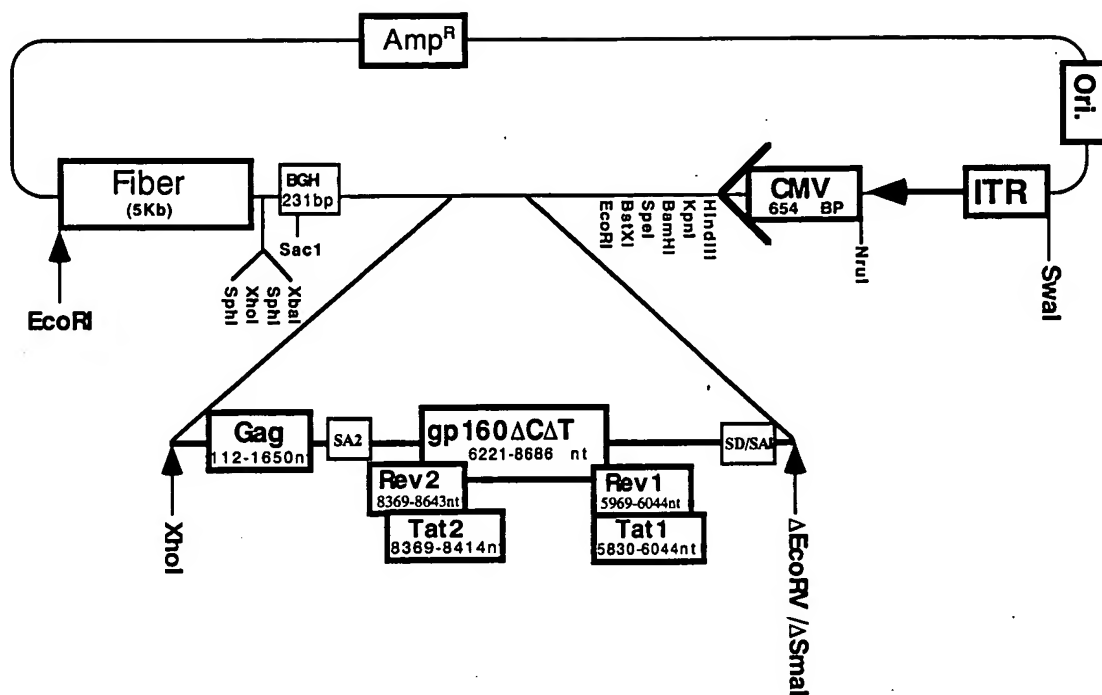 Amp^R
Ori.
Fiber
(5Kb)
BGH
231bp
Sac1
SphI
XhoI
SphI
XbaI
EcoRI
EcoRI
BstXI
SpeI
BamHI
KpnI
HindIII
CMV
654 BP
NruI
ITR
SwaI
Gag
112-1650nt
SA2
gp160ΔCΔT
6221-8686 nt
SD/SA
Rev2
8369-8643nt
Rev1
5969-6044nt
Tat2
8369-8414nt
Tat1
5830-6044nt
XhoI
ΔEcoRV /ΔSmaI